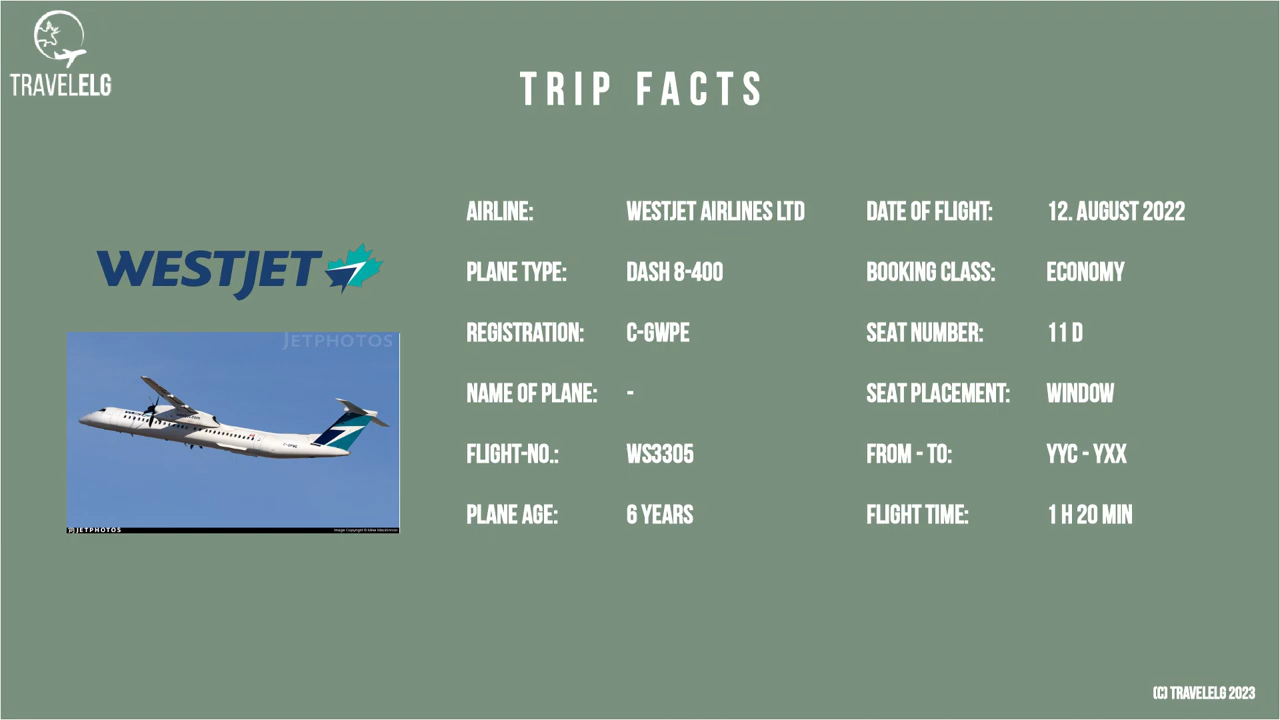 TRAVELELG
TRIP FACTS
AIRLINE: WESTJET AIRLINES LTD DATE OF FLIGHT: 12. AUGUST 2022
WESTJET
PLANE TYPE: DASH 8-400 BOOKING CLASS: ECONOMY
REGISTRATION: C-GWPE SEAT NUMBER: 11 D
JETPHOTOS
NAME OF PLANE: - SEAT PLACEMENT: WINDOW
FLIGHT-NO.: WS3305 FROM - TO: YYC - YXX
PLANE AGE: 6 YEARS FLIGHT TIME: 1 H 20 MIN
JETPHOTOS
(C) TRAVELELG 2023